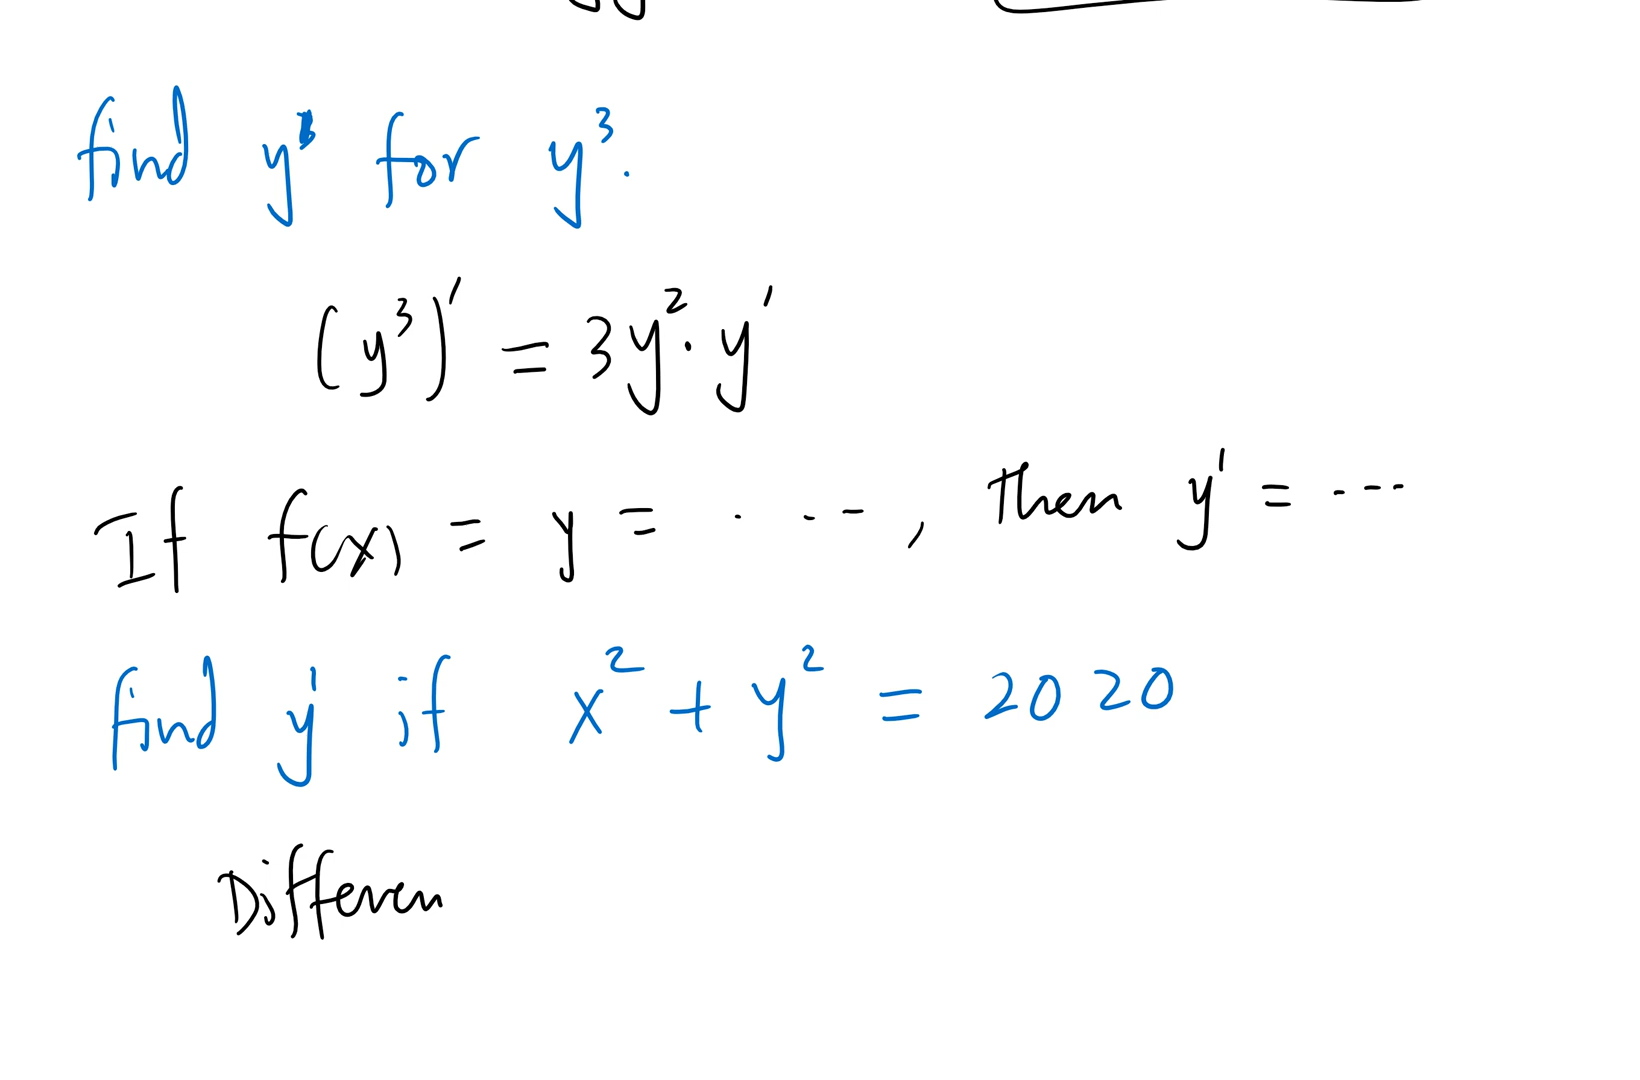 find y' for y³.
(y³)' = 3y²· y'
If f(x) = y = · · - - , then y' = - - - -
find y' if x² + y² = 2020
Differen